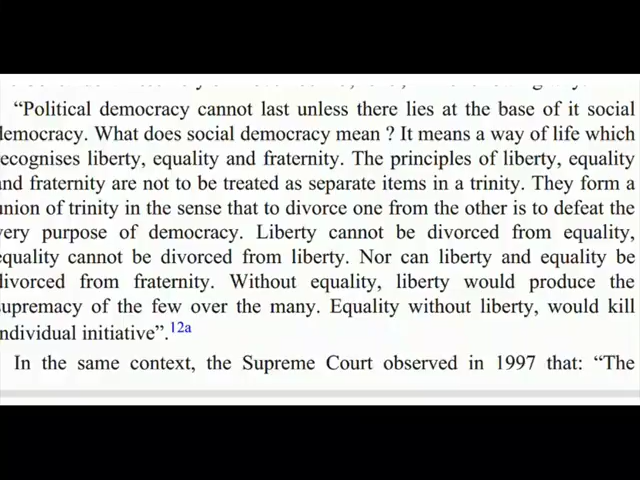 “Political democracy cannot last unless there lies at the base of it social
democracy. What does social democracy mean ? It means a way of life which
recognises liberty, equality and fraternity. The principles of liberty, equality
and fraternity are not to be treated as separate items in a trinity. They form a
union of trinity in the sense that to divorce one from the other is to defeat the
very purpose of democracy. Liberty cannot be divorced from equality,
equality cannot be divorced from liberty. Nor can liberty and equality be
divorced from fraternity. Without equality, liberty would produce the
supremacy of the few over the many. Equality without liberty, would kill
individual initiative”.12a
In the same context, the Supreme Court observed in 1997 that: “The